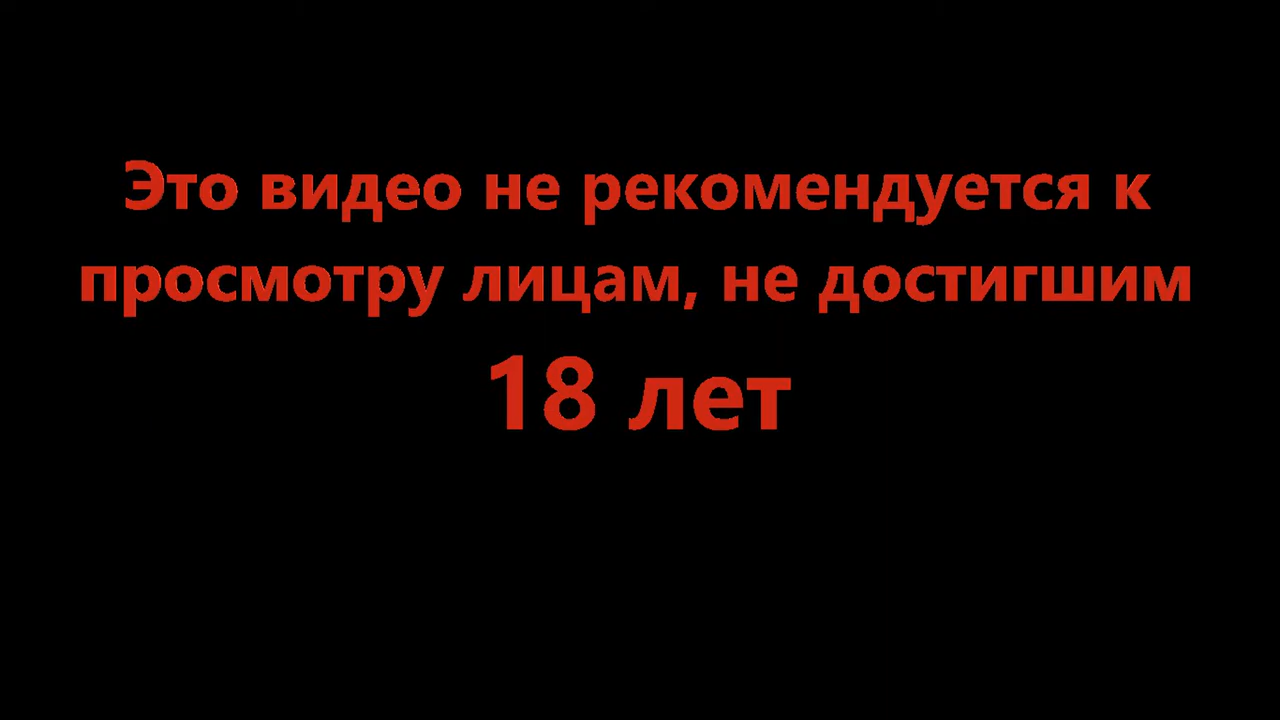 Это видео не рекомендуется к
просмотру лицам, не достигшим
18 лет